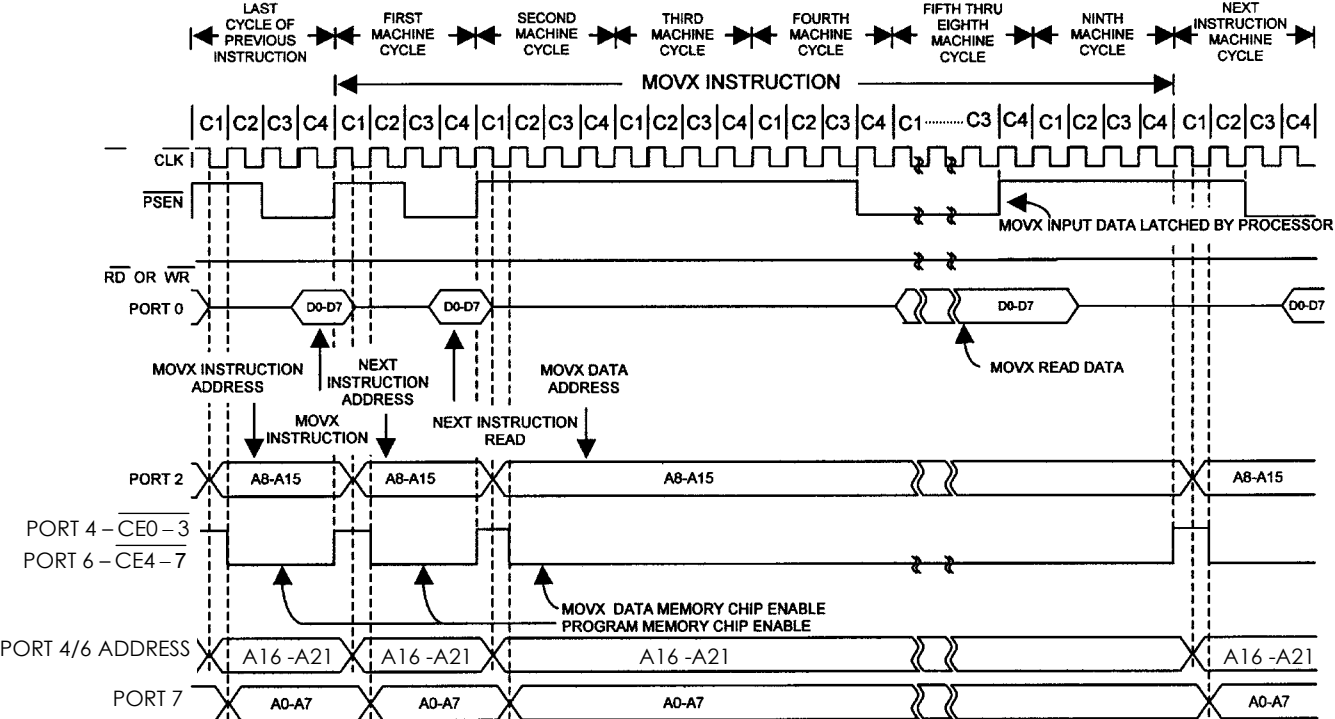 LAST
CYCLE OF
PREVIOUS
INSTRUCTION
FIRST
MACHINE
CYCLE
SECOND
MACHINE
CYCLE
THIRD
MACHINE
CYCLE
FOURTH
MACHINE
CYCLE
FIFTH THRU
EIGHTH
MACHINE
CYCLE
NINTH
MACHINE
CYCLE
NEXT
INSTRUCTION
MACHINE
CYCLE
MOVX INSTRUCTION
C1 C2 C3 C4 C1 C2 C3 C4 C1 C2 C3 C4 C1 C2 C3 C4 C1 C2 C3 C4 C1 ......... C3 C4 C1 C2 C3 C4 C1 C2 C3 C4
CLK
PSEN
MOVX INPUT DATA LATCHED BY PROCESSOR
RD OR WR
PORT 0 D0-D7 D0-D7 D0-D7 D0-D7
MOVX INSTRUCTION
ADDRESS
NEXT
INSTRUCTION
ADDRESS
MOVX DATA
ADDRESS
MOVX READ DATA
MOVX
INSTRUCTION
NEXT INSTRUCTION
READ
PORT 2 A8-A15 A8-A15 A8-A15 A8-A15
PORT 4 – CE0 – 3
PORT 6 – CE4 – 7
MOVX DATA MEMORY CHIP ENABLE
PROGRAM MEMORY CHIP ENABLE
PORT 4/6 ADDRESS A16 -A21 A16 -A21 A16 -A21 A16 -A21
PORT 7 A0-A7 A0-A7 A0-A7 A0-A7